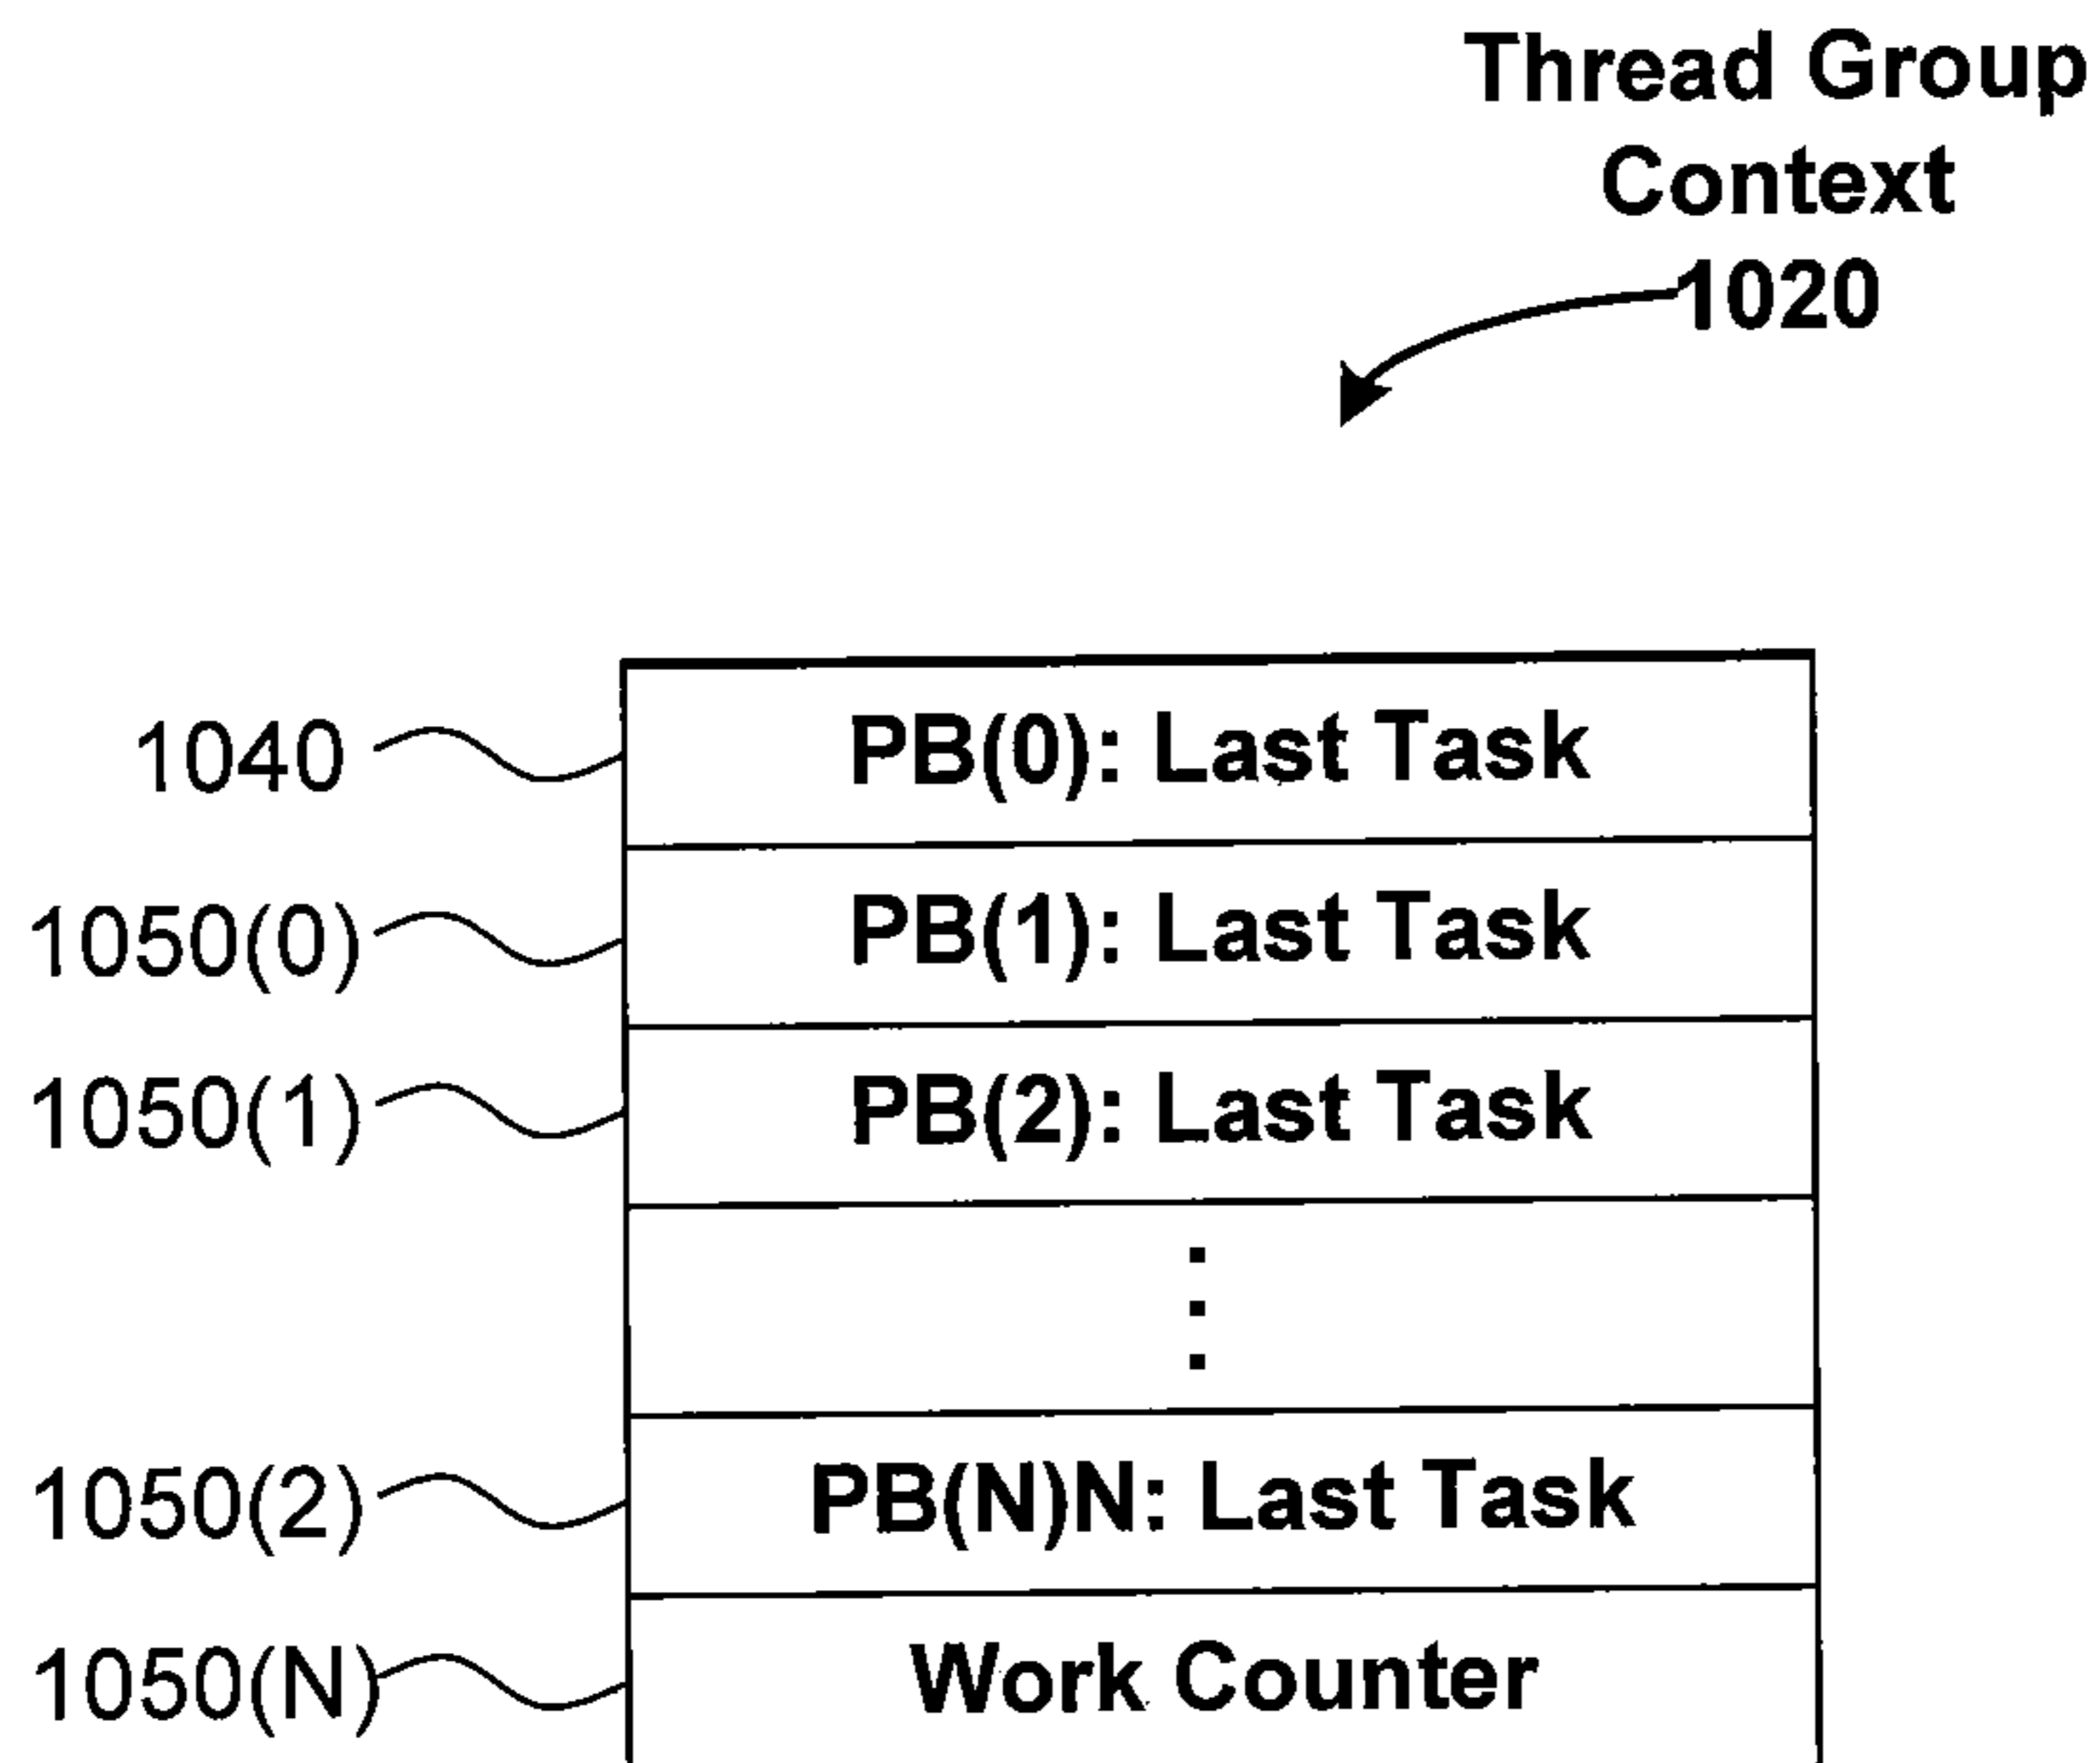 Thread Group
Context
1020
1040 PB(0): Last Task
1050(0) PB(1): Last Task
1050(1) PB(2): Last Task
1050(2) PB(N)N: Last Task
1050(N) Work Counter